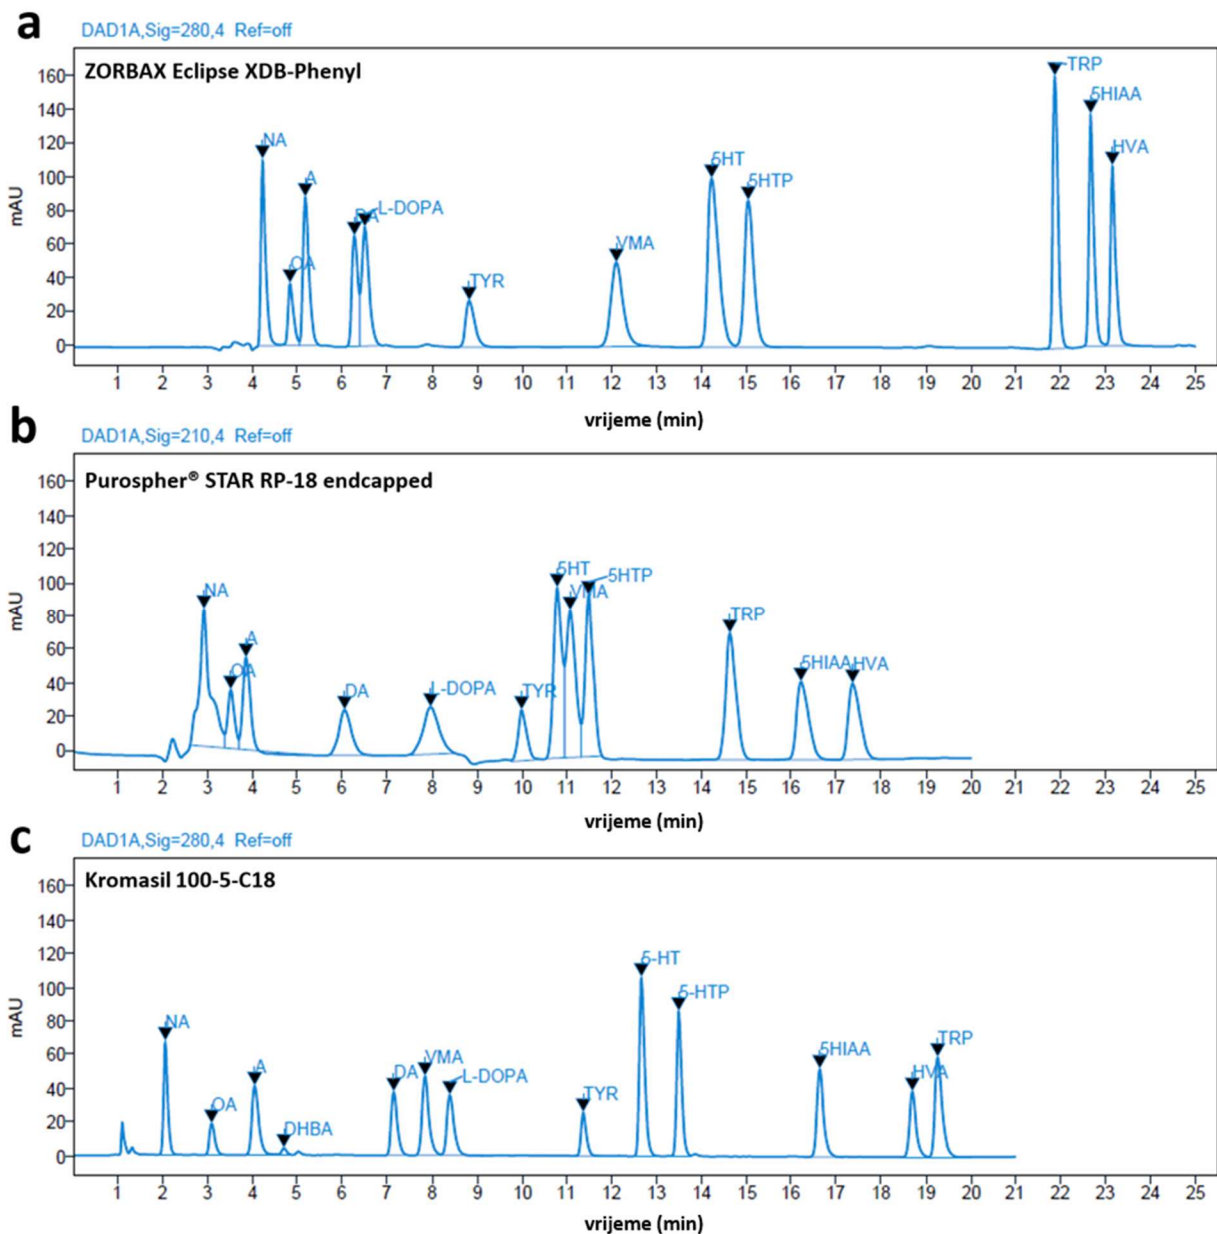 a
DAD1A,Sig=280,4 Ref=off
ZORBAX Eclipse XDB-Phenyl
mAU
160
140
120
100
80
60
40
20
0
NA
OA
A
DA
L-DOPA
TYR
VMA
5HT
5HTP
TRP
5HIAA
HVA
1 2 3 4 5 6 7 8 9 10 11 12 13 14 15 16 17 18 19 20 21 22 23 24 25
vrijeme (min)
b
DAD1A,Sig=210,4 Ref=off
Purospher® STAR RP-18 endcapped
mAU
160
140
120
100
80
60
40
20
0
NA
OA
A
DA
L-DOPA
TYR
5HT
VMA
5HTP
TRP
5HIAA
HVA
1 2 3 4 5 6 7 8 9 10 11 12 13 14 15 16 17 18 19 20 21 22 23 24 25
vrijeme (min)
c
DAD1A,Sig=280,4 Ref=off
Kromasil 100-5-C18
mAU
160
140
120
100
80
60
40
20
0
NA
OA
A
DHBA
DA
VMA
L-DOPA
TYR
5-HT
5-HTP
5HIAA
HVA
TRP
1 2 3 4 5 6 7 8 9 10 11 12 13 14 15 16 17 18 19 20 21 22 23 24 25
vrijeme (min)